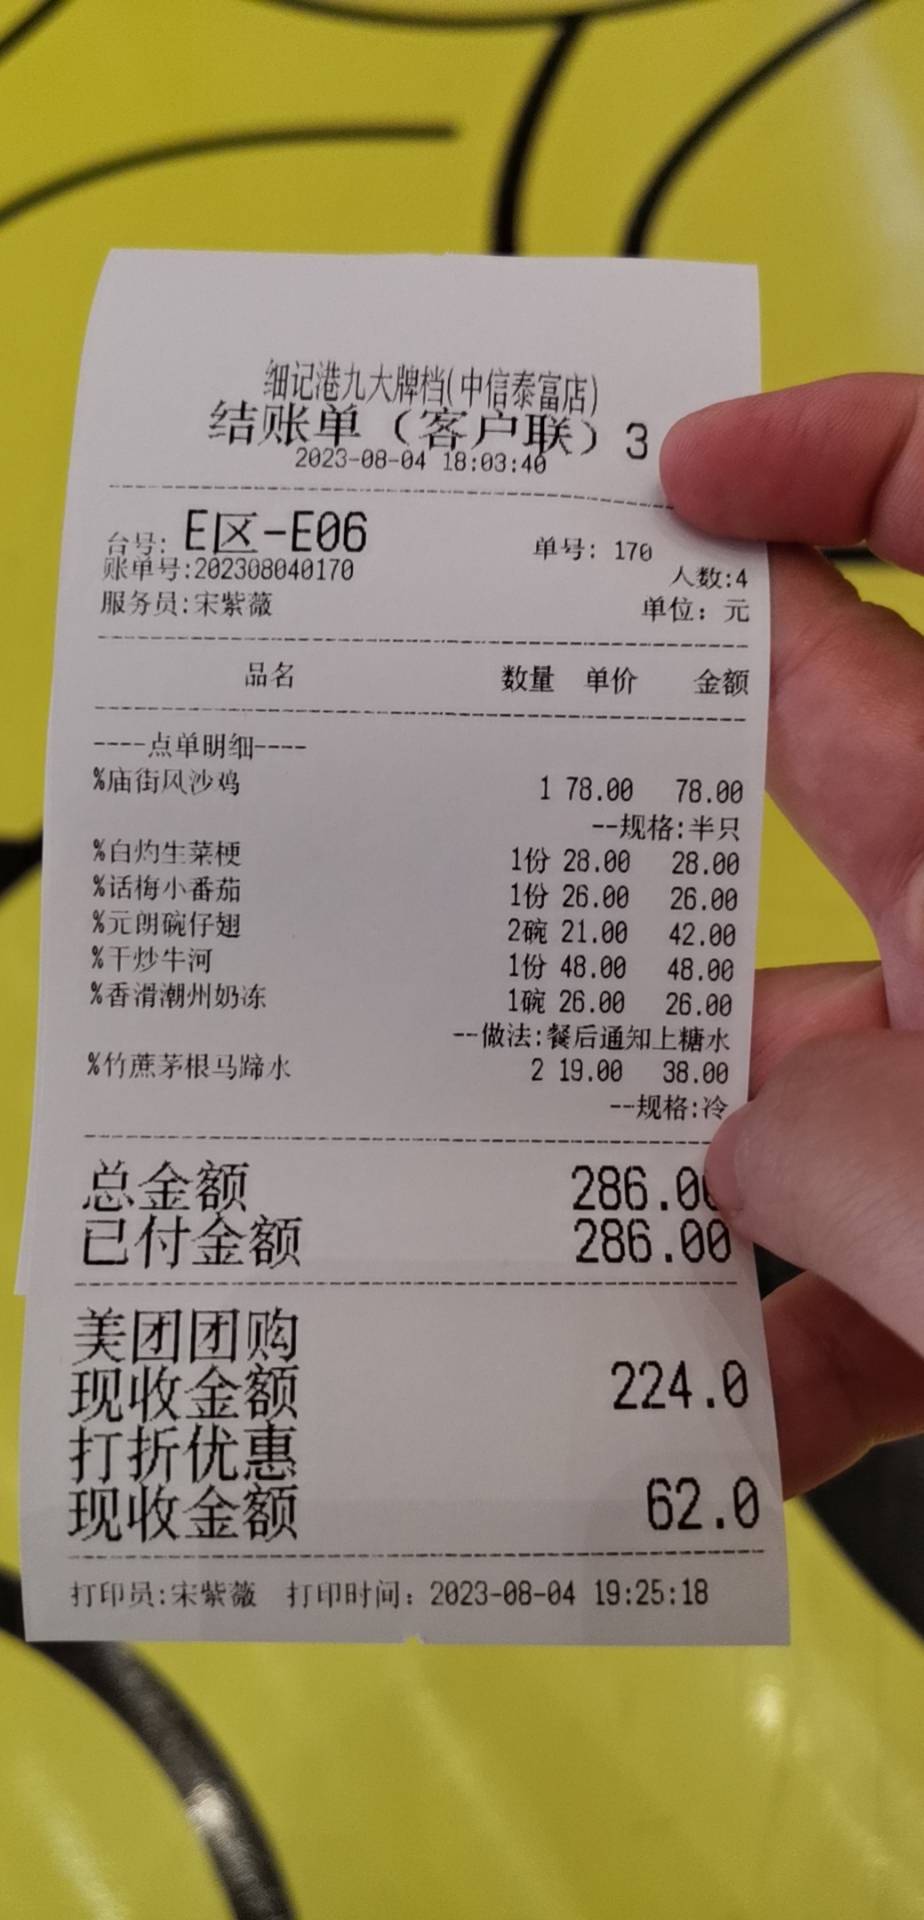 细记港九大牌档(中信泰富店)
结账单（客户联）3
2023-08-04 18:03:40
台号: E区-E06 单号: 170
账单号:202308040170 人数:4
服务员:宋紫薇 单位: 元
品名 数量 单价 金额
----点单明细----
%庙街风沙鸡 1 78.00 78.00
--规格:半只
%白灼生菜梗 1份 28.00 28.00
%话梅小番茄 1份 26.00 26.00
%元朗碗仔翅 2碗 21.00 42.00
%干炒牛河 1份 48.00 48.00
%香滑潮州奶冻 1碗 26.00 26.00
--做法:餐后通知上糖水
%竹蔗茅根马蹄水 2 19.00 38.00
--规格:冷
总金额 286.00
已付金额 286.00
美团团购
现收金额 224.0
打折优惠
现收金额 62.0
打印员:宋紫薇 打印时间: 2023-08-04 19:25:18